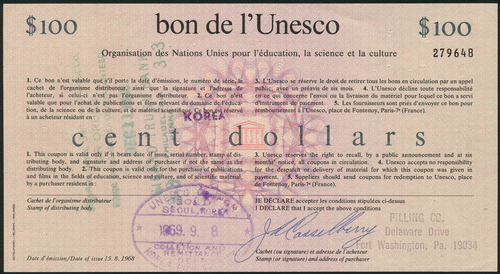 $100 bon de l'Unesco $100
Organisation des Nations Unies pour l'éducation, la science et la culture
279648
1. Ce bon n'est valable que s'il porte la date d'émission, le numéro de série, le cachet de l'organisme distributeur, ainsi que la signature et l'adresse de l'acheteur, si celui-ci n'est pas l'organisme distributeur. 2. Ce bon n'est valable que pour l'achat de publications et films relevant du domaine de l'éducation, de la science ou de la culture, et de matériel scientifique. Ce bon est réservé à un acheteur résidant en:
3. L'Unesco se réserve le droit de retirer tous les bons en circulation par un appel public, avec un préavis de six mois. 4. L'Unesco décline toute responsabilité en ce qui concerne l'envoi ou la livraison du matériel pour lequel ce bon a servi d'instrument de paiement. 5. Les fournisseurs sont priés d'envoyer ce bon pour remboursement à l'Unesco, place de Fontenoy, Paris-7e (France).
KOREA
cent dollars
1. This coupon is valid only if it bears date of issue, serial number, stamp of distributing body, and signature and address of purchaser if not the same as the distributing body. 2. This coupon is valid only for the purchase of publications and films in the field of education, science and culture, and of scientific material, by a purchaser resident in:
3. Unesco reserves the right to recall, by a public announcement and at six months' notice, all coupons in circulation. 4. Unesco accepts no responsibility for the despatch or delivery of material for which this coupon was given in payment. 5. Suppliers should send coupons for redemption to Unesco, place de Fontenoy, Paris-7e (France).
Cachet de l'organisme distributeur
Stamp of distributing body.
SEOUL, KOREA
1969. 9. 8
REMITTANCE
JE DÉCLARE accepter les conditions stipulées ci-dessus
I DECLARE that I accept the above conditions
FILLING CO.
Delaware Drive
Fort Washington, Pa. 19034
Date d'émission/Date of issue 15.8.1968
Cachet (ou signature) et adresse de l'acheteur
Stamp (or signature) and address of purchaser